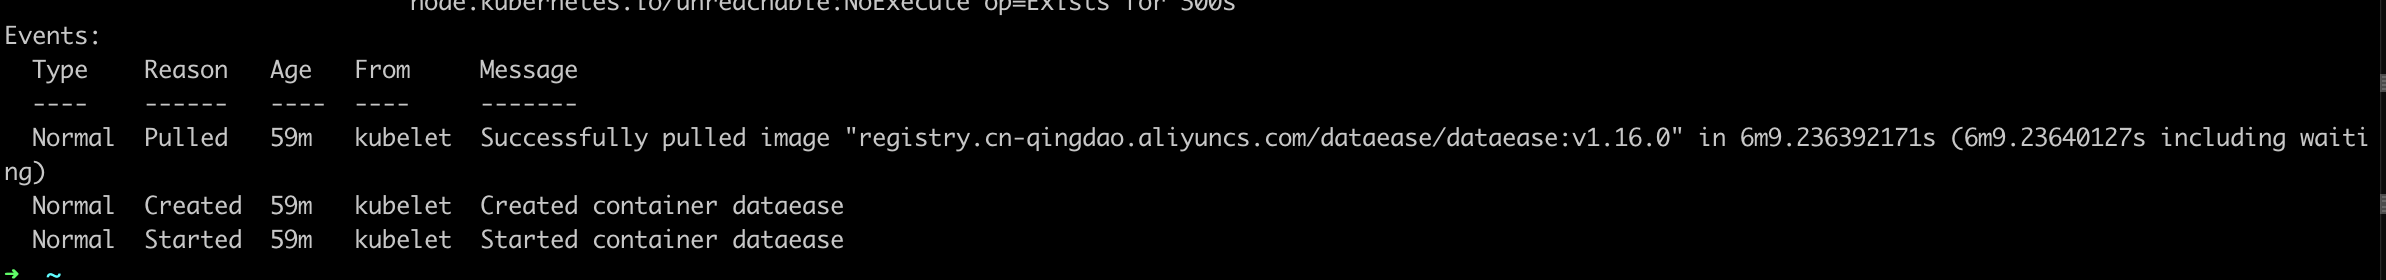 node.kubernetes.io/unreachable:NoExecute op=Exists for 300s
Events:
  Type    Reason   Age   From     Message
  ----    ------   ----  ----     -------
  Normal  Pulled   59m   kubelet  Successfully pulled image "registry.cn-qingdao.aliyuncs.com/dataease/dataease:v1.16.0" in 6m9.236392171s (6m9.23640127s including waiti
ng)
  Normal  Created  59m   kubelet  Created container dataease
  Normal  Started  59m   kubelet  Started container dataease
➜  ~